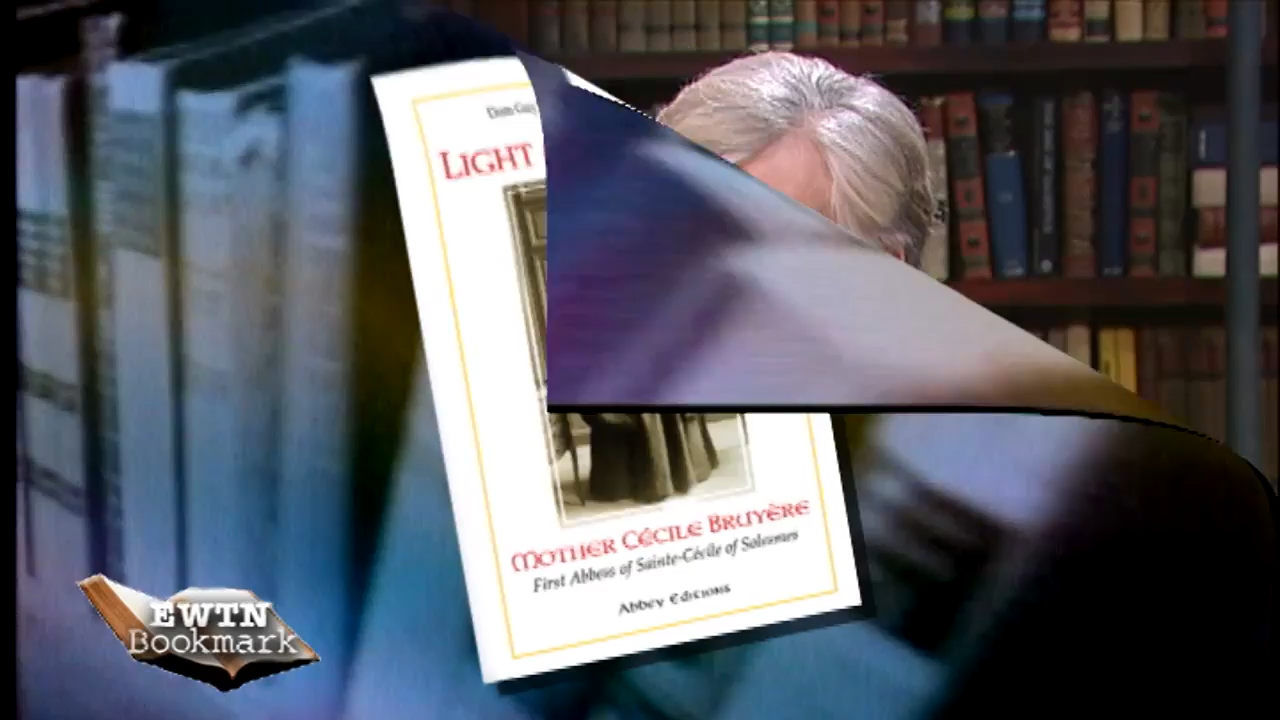 LIGHT
MOTHER CÉCILE BRUYÈRE
First Abbess of Sainte-Cécile of Solesmes
Abbey Editions
EWTN
Bookmark